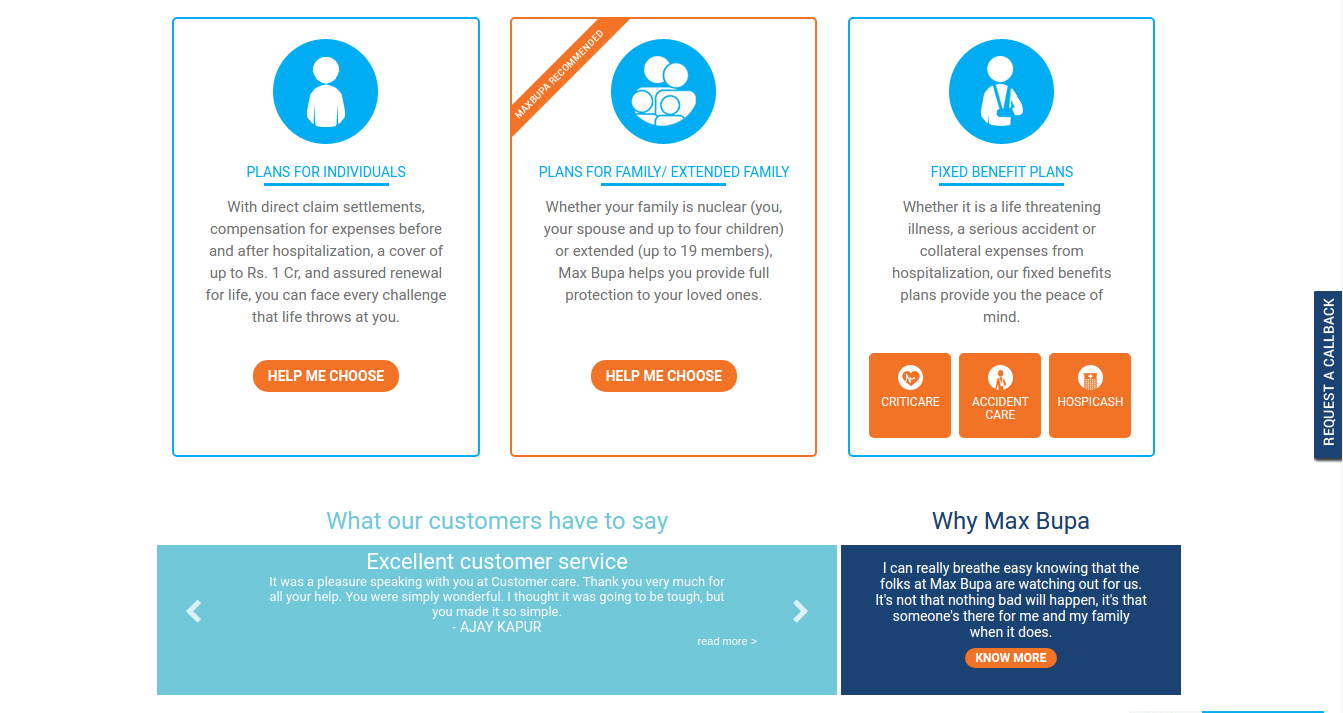 PLANS FOR INDIVIDUALS
With direct claim settlements,
compensation for expenses before
and after hospitalization, a cover of
up to Rs. 1 Cr, and assured renewal
for life, you can face every challenge
that life throws at you.
HELP ME CHOOSE
MAXBUPA RECOMMENDED
PLANS FOR FAMILY/ EXTENDED FAMILY
Whether your family is nuclear (you,
your spouse and up to four children)
or extended (up to 19 members),
Max Bupa helps you provide full
protection to your loved ones.
HELP ME CHOOSE
FIXED BENEFIT PLANS
Whether it is a life threatening
illness, a serious accident or
collateral expenses from
hospitalization, our fixed benefits
plans provide you the peace of
mind.
CRITICARE
ACCIDENT
CARE
HOSPICASH
REQUEST A CALLBACK
What our customers have to say
Excellent customer service
It was a pleasure speaking with you at Customer care. Thank you very much for
all your help. You were simply wonderful. I thought it was going to be tough, but
you made it so simple.
- AJAY KAPUR
read more >
Why Max Bupa
I can really breathe easy knowing that the
folks at Max Bupa are watching out for us.
It's not that nothing bad will happen, it's that
someone's there for me and my family
when it does.
KNOW MORE